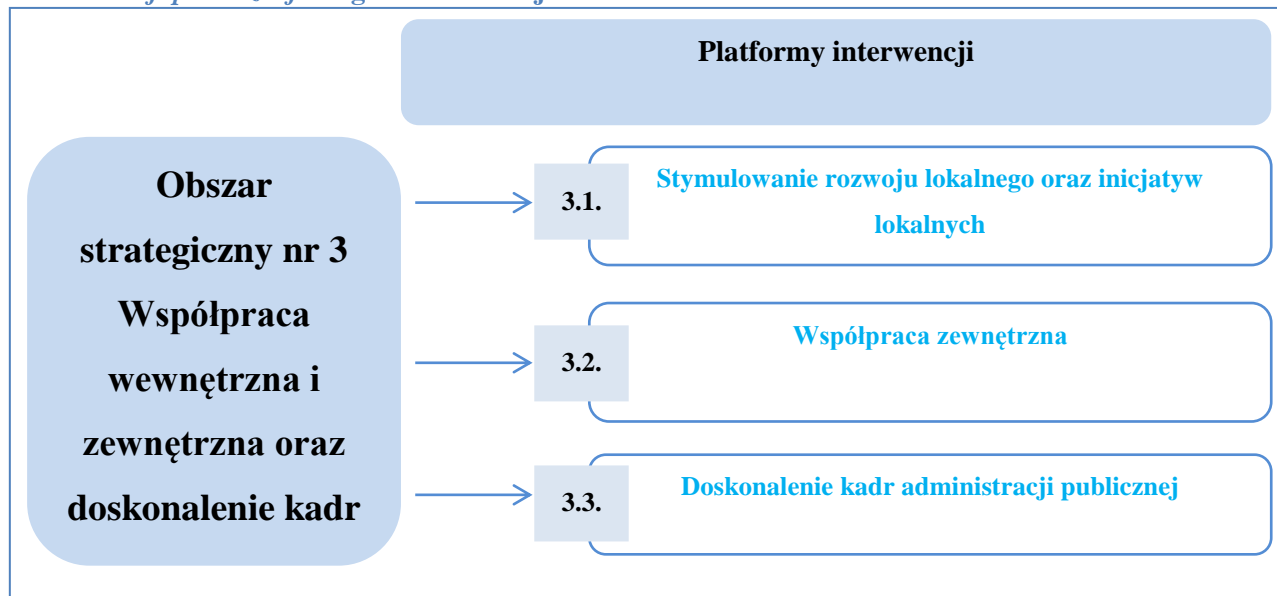 Platformy interwencji
Obszar
strategiczny nr 3
Współpraca
wewnętrzna i
zewnętrzna oraz
doskonalenie kadr
3.1.
Stymulowanie rozwoju lokalnego oraz inicjatyw
lokalnych
3.2.
Współpraca zewnętrzna
3.3.
Doskonalenie kadr administracji publicznej